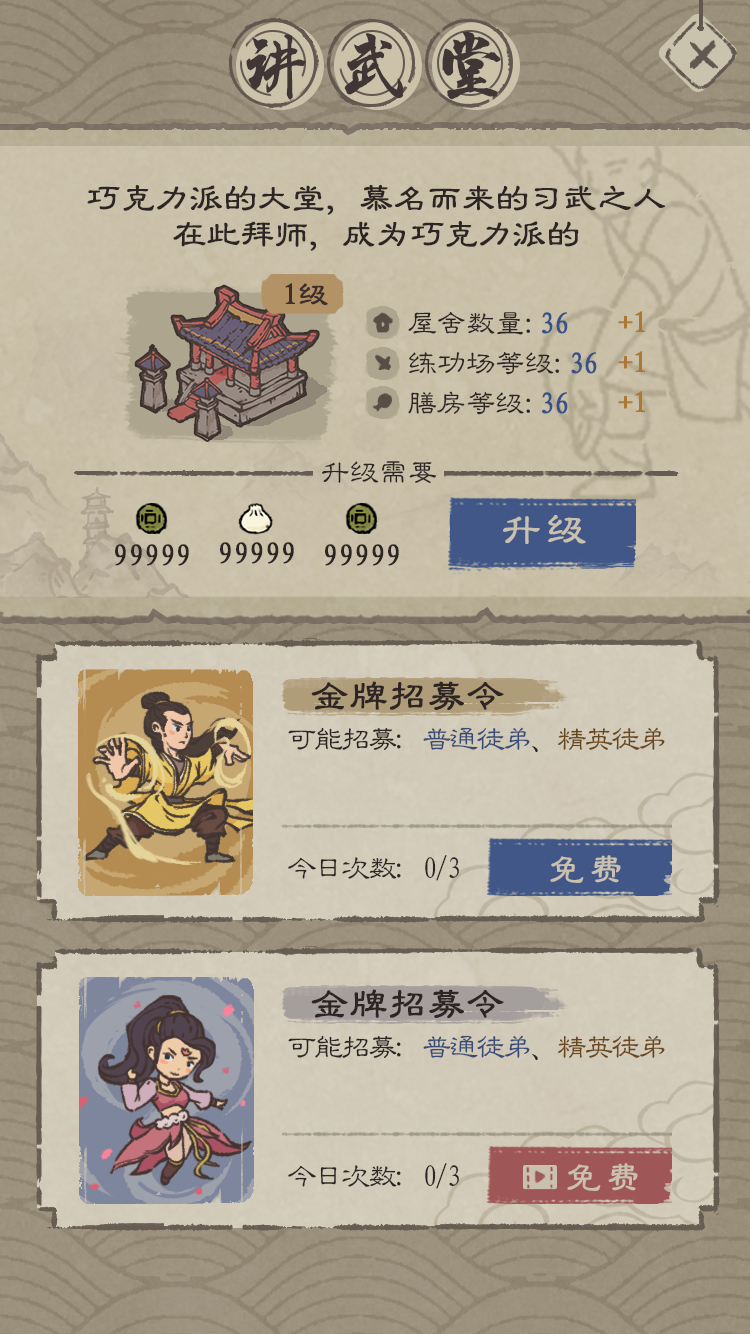 讲武堂
巧克力派的大堂，慕名而来的习武之人
在此拜师，成为巧克力派的
1级
屋舍数量: 36 +1
练功场等级: 36 +1
膳房等级: 36 +1
升级需要
99999 99999 99999
升级
金牌招募令
可能招募: 普通徒弟、精英徒弟
今日次数: 0/3
免费
金牌招募令
可能招募: 普通徒弟、精英徒弟
今日次数: 0/3
免费